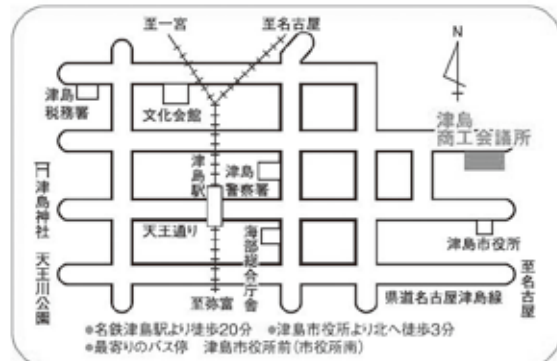 至一宮
至名古屋
N
津島
税務署
文化会館
津島
商工会議所
津島駅
津島
警察署
津島神社 天王川公園
天王通り
海部総合庁舎
津島市役所
至弥富
県道名古屋津島線
至名古屋
●名鉄津島駅より徒歩20分 ●津島市役所より北へ徒歩3分
●最寄りのバス停 津島市役所前(市役所南)